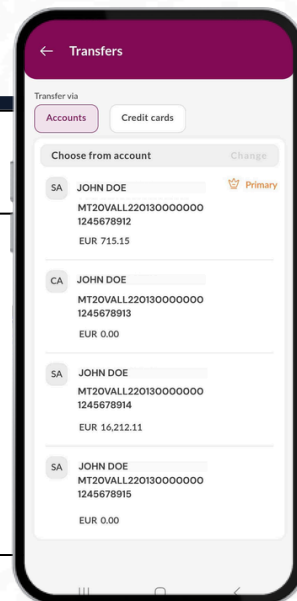 Transfers
Transfer via
Accounts
Credit cards
Choose from account
Change
SA
JOHN DOE
Primary
MT20VALL220130000000
1245678912
EUR 715.15
CA
JOHN DOE
MT20VALL220130000000
1245678913
EUR 0.00
SA
JOHN DOE
MT20VALL220130000000
1245678914
EUR 16,212.11
SA
JOHN DOE
MT20VALL220130000000
1245678915
EUR 0.00